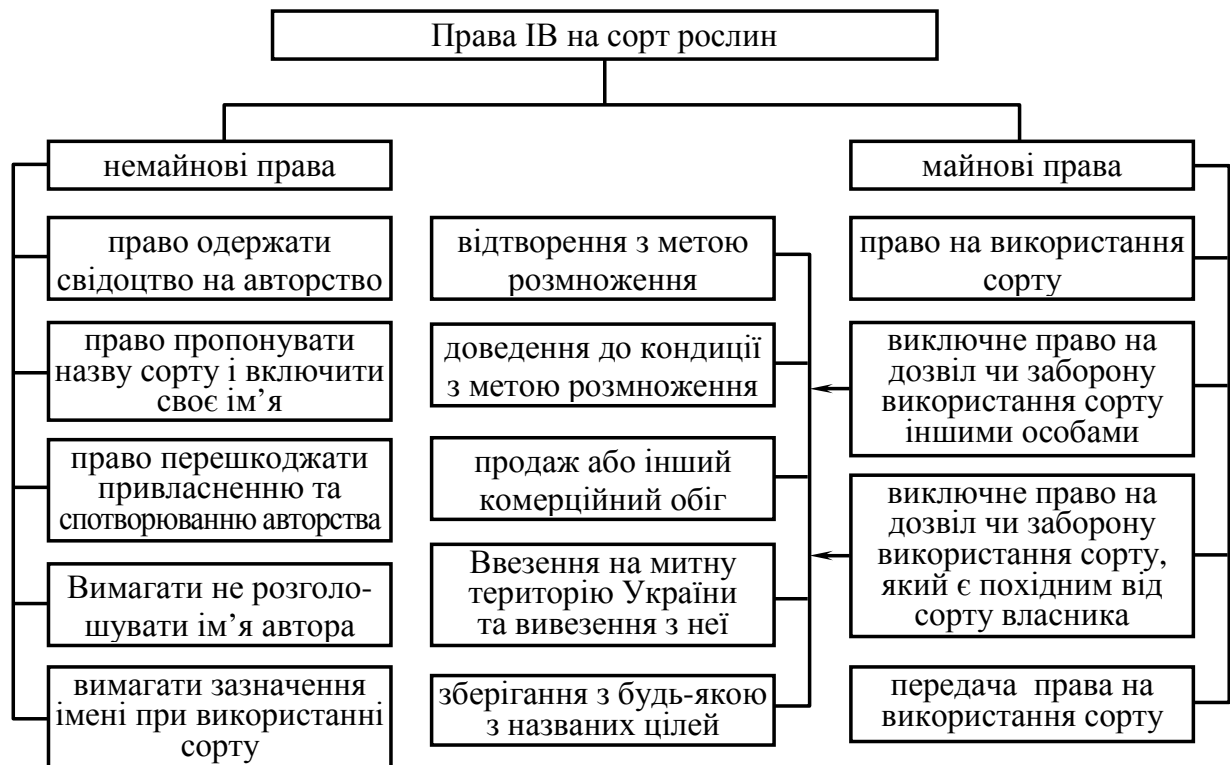 Права ІВ на сорт рослин
немайнові права
право одержати
свідоцтво на авторство
право пропонувати
назву сорту і включити
своє ім’я
право перешкоджати
привласненню та
спотворюванню авторства
Вимагати не розголо-
шувати ім’я автора
вимагати зазначення
імені при використанні
сорту
відтворення з метою
розмноження
доведення до кондиції
з метою розмноження
продаж або інший
комерційний обіг
Ввезення на митну
територію України
та вивезення з неї
зберігання з будь-якою
з названих цілей
майнові права
право на використання
сорту
виключне право на
дозвіл чи заборону
використання сорту
іншими особами
виключне право на
дозвіл чи заборону
використання сорту,
який є похідним від
сорту власника
передача права на
використання сорту